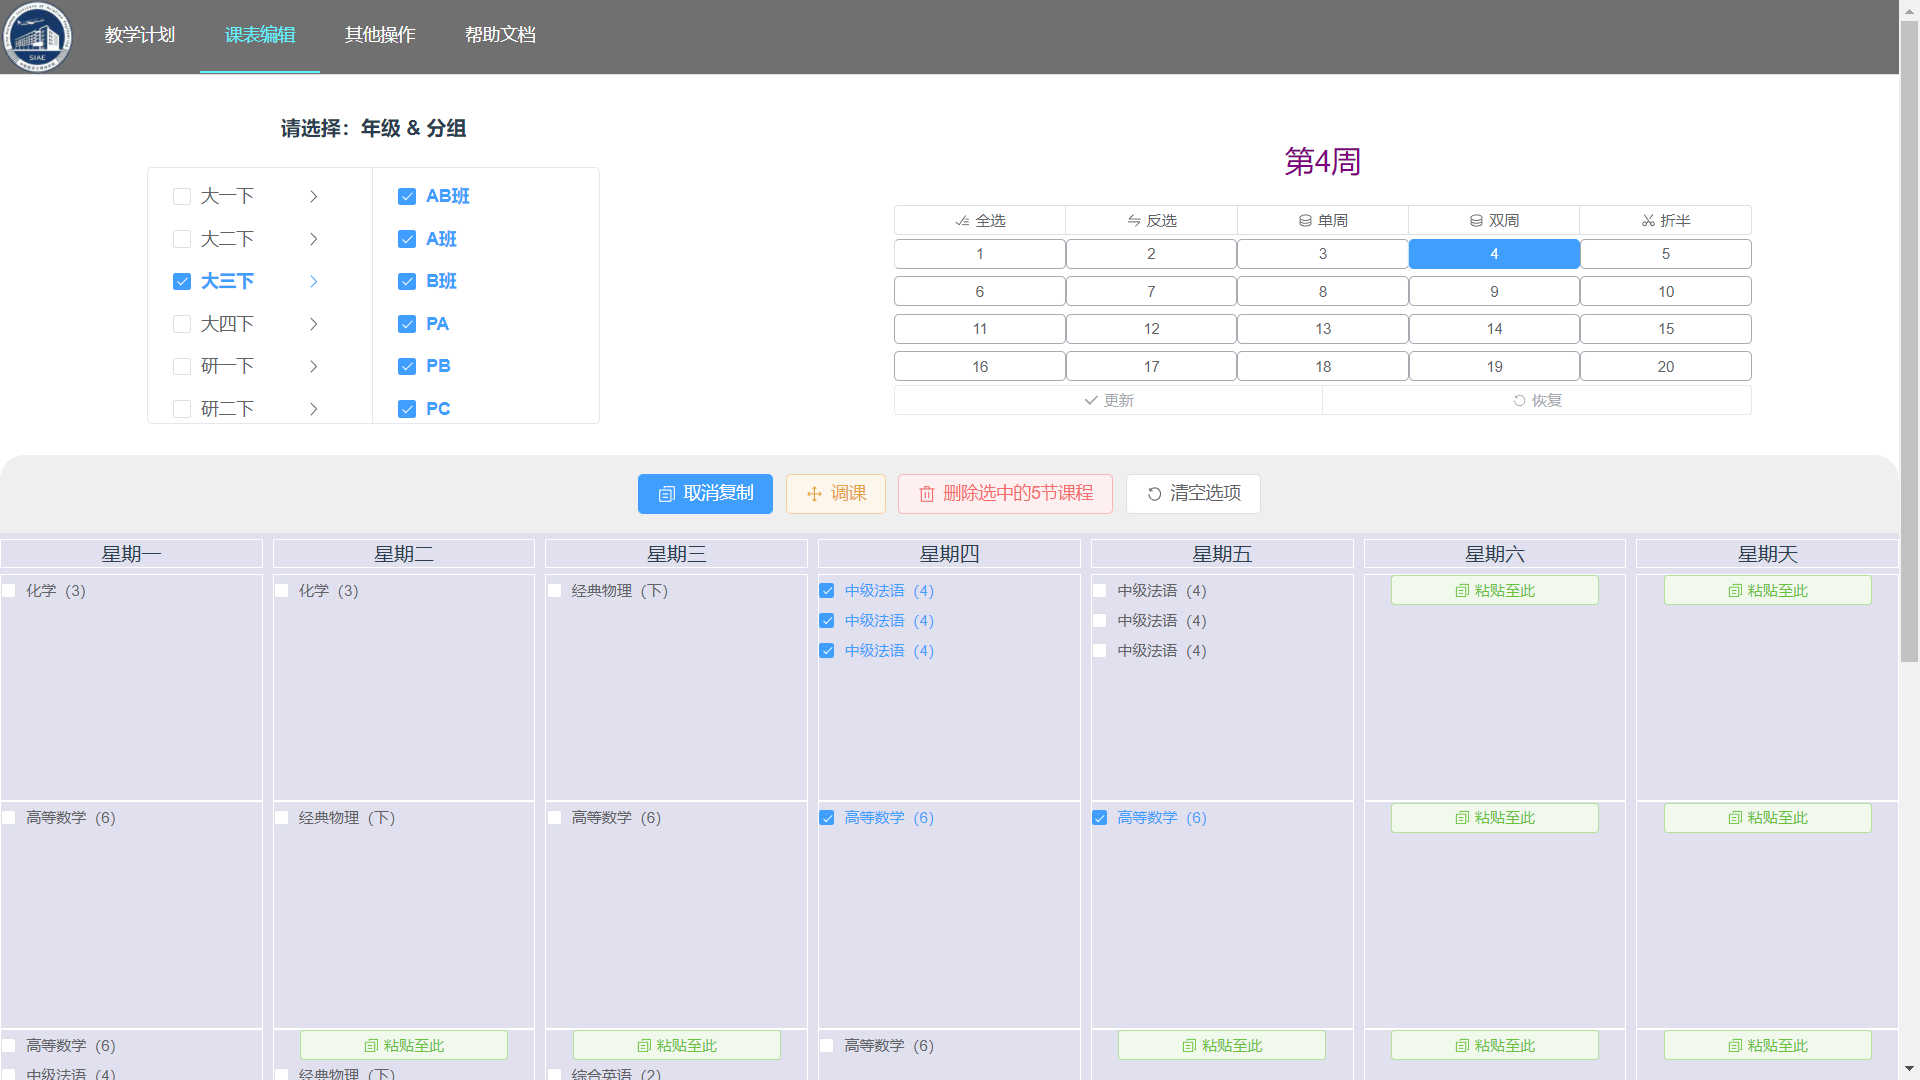 SIAE
教学计划 课表编辑 其他操作 帮助文档
请选择：年级 & 分组
大一下
大二下
大三下
大四下
研一下
研二下
AB班
A班
B班
PA
PB
PC
第4周
全选 反选 单周 双周 折半
1 2 3 4 5
6 7 8 9 10
11 12 13 14 15
16 17 18 19 20
更新 恢复
取消复制 调课 删除选中的5节课程 清空选项
星期一 星期二 星期三 星期四 星期五 星期六 星期天
化学 (3) 化学 (3) 经典物理 (下) 中级法语 (4) 中级法语 (4) 粘贴至此 粘贴至此
中级法语 (4) 中级法语 (4)
中级法语 (4) 中级法语 (4)
高等数学 (6) 经典物理 (下) 高等数学 (6) 高等数学 (6) 高等数学 (6) 粘贴至此 粘贴至此
高等数学 (6) 粘贴至此 粘贴至此 高等数学 (6) 粘贴至此 粘贴至此 粘贴至此
中级法语 (4) 经典物理 (下) 综合英语 (2)